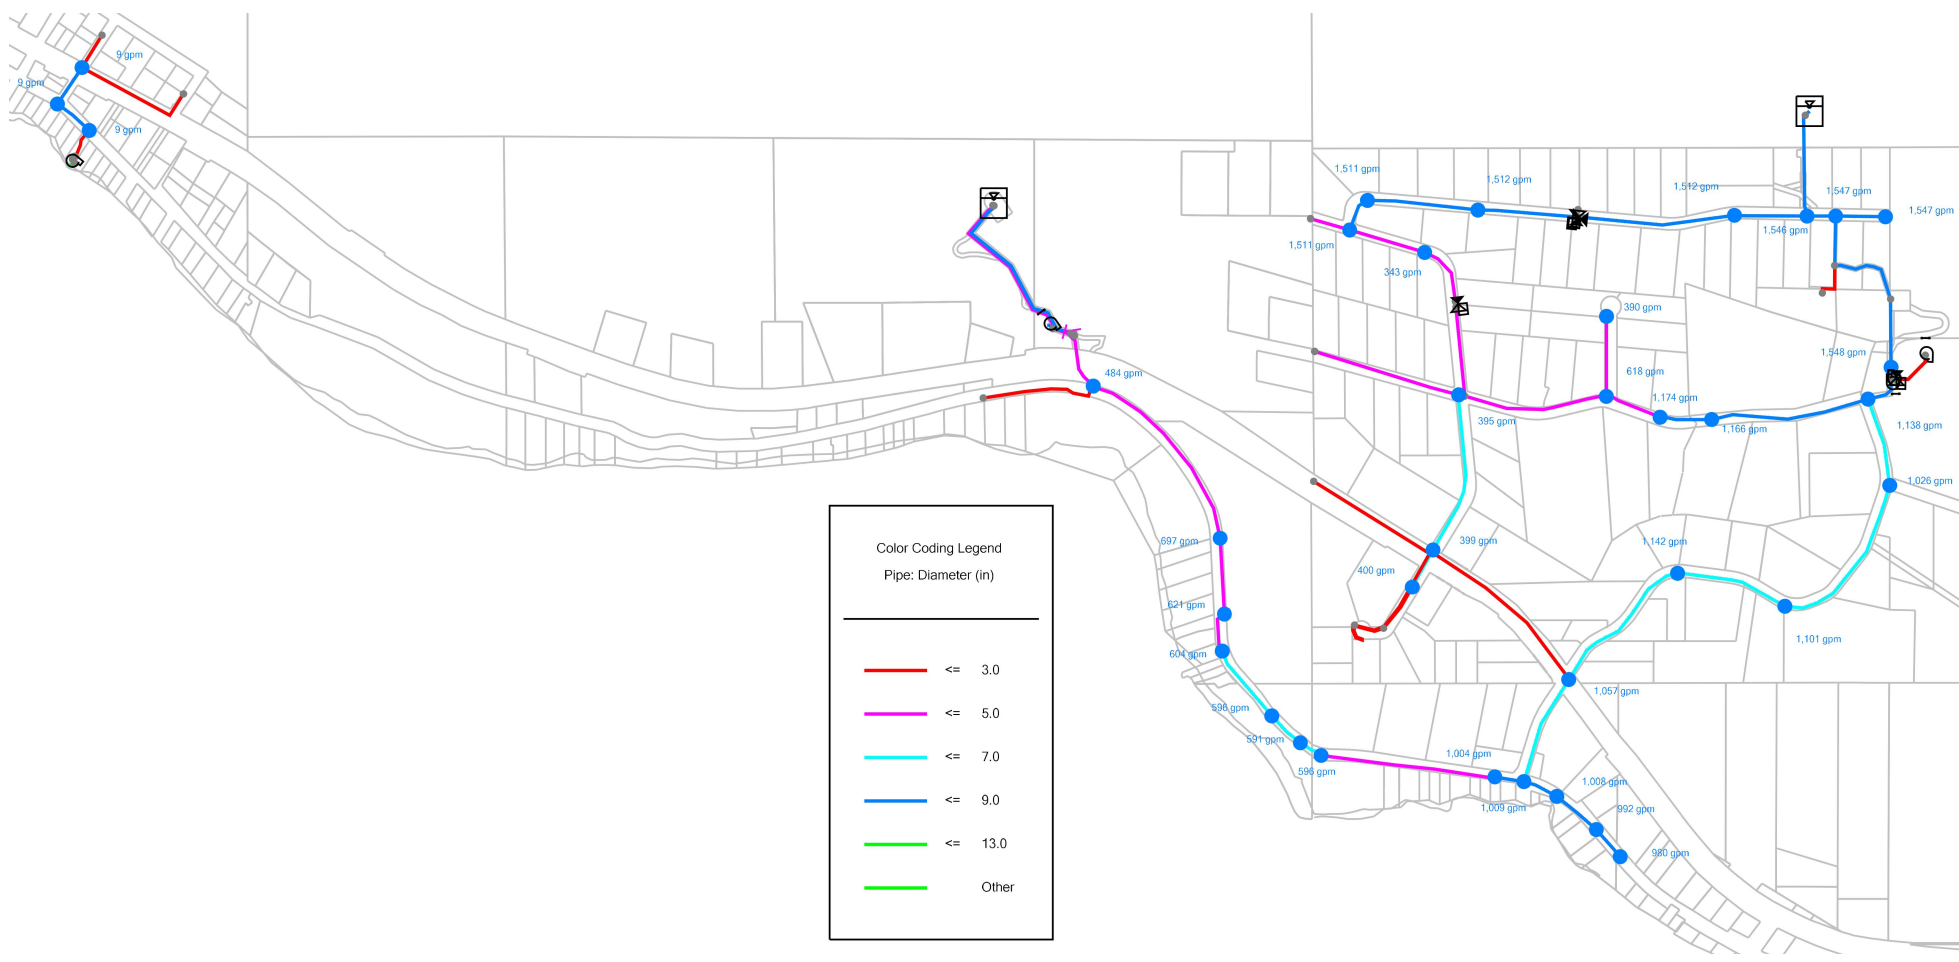 9 gpm
9 gpm
9 gpm
1,511 gpm
1,512 gpm
1,512 gpm
1,547 gpm
1,547 gpm
1,546 gpm
1,511 gpm
343 gpm
390 gpm
1,548 gpm
484 gpm
618 gpm
1,174 gpm
395 gpm
1,166 gpm
1,138 gpm
1,026 gpm
697 gpm
399 gpm
1,142 gpm
400 gpm
621 gpm
1,101 gpm
604 gpm
1,057 gpm
596 gpm
591 gpm
596 gpm
1,004 gpm
1,008 gpm
1,009 gpm
992 gpm
980 gpm
Color Coding Legend
Pipe: Diameter (in)
<= 3.0
<= 5.0
<= 7.0
<= 9.0
<= 13.0
Other